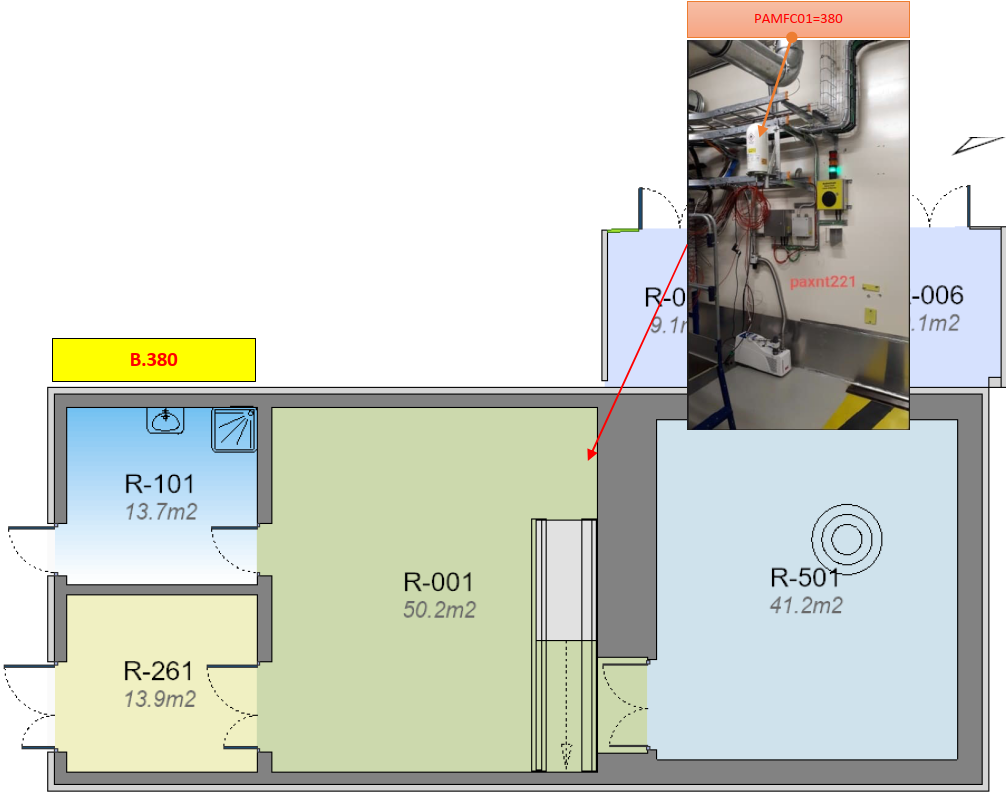 PAMFC01=380
paxnt221
R-0
9.1
-006
.1m2
B.380
R-101
13.7m2
R-001
50.2m2
R-501
41.2m2
R-261
13.9m2